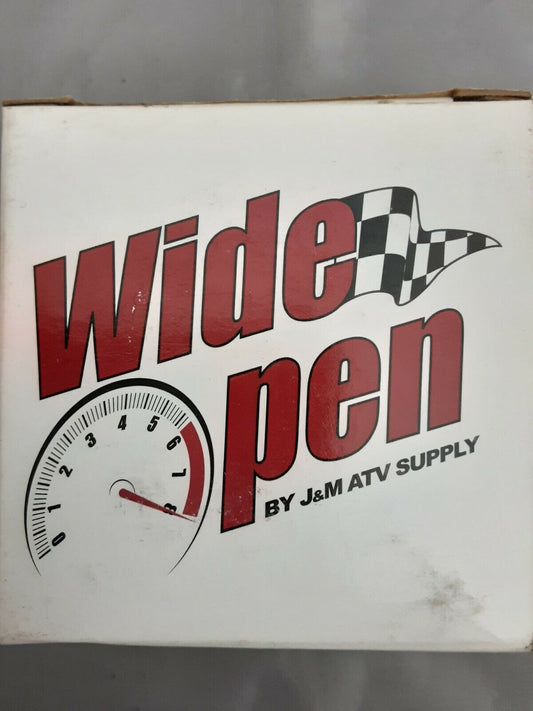 Wide
Open
BY J&M ATV SUPPLY
0 1 2 3 4 5 6 7 8